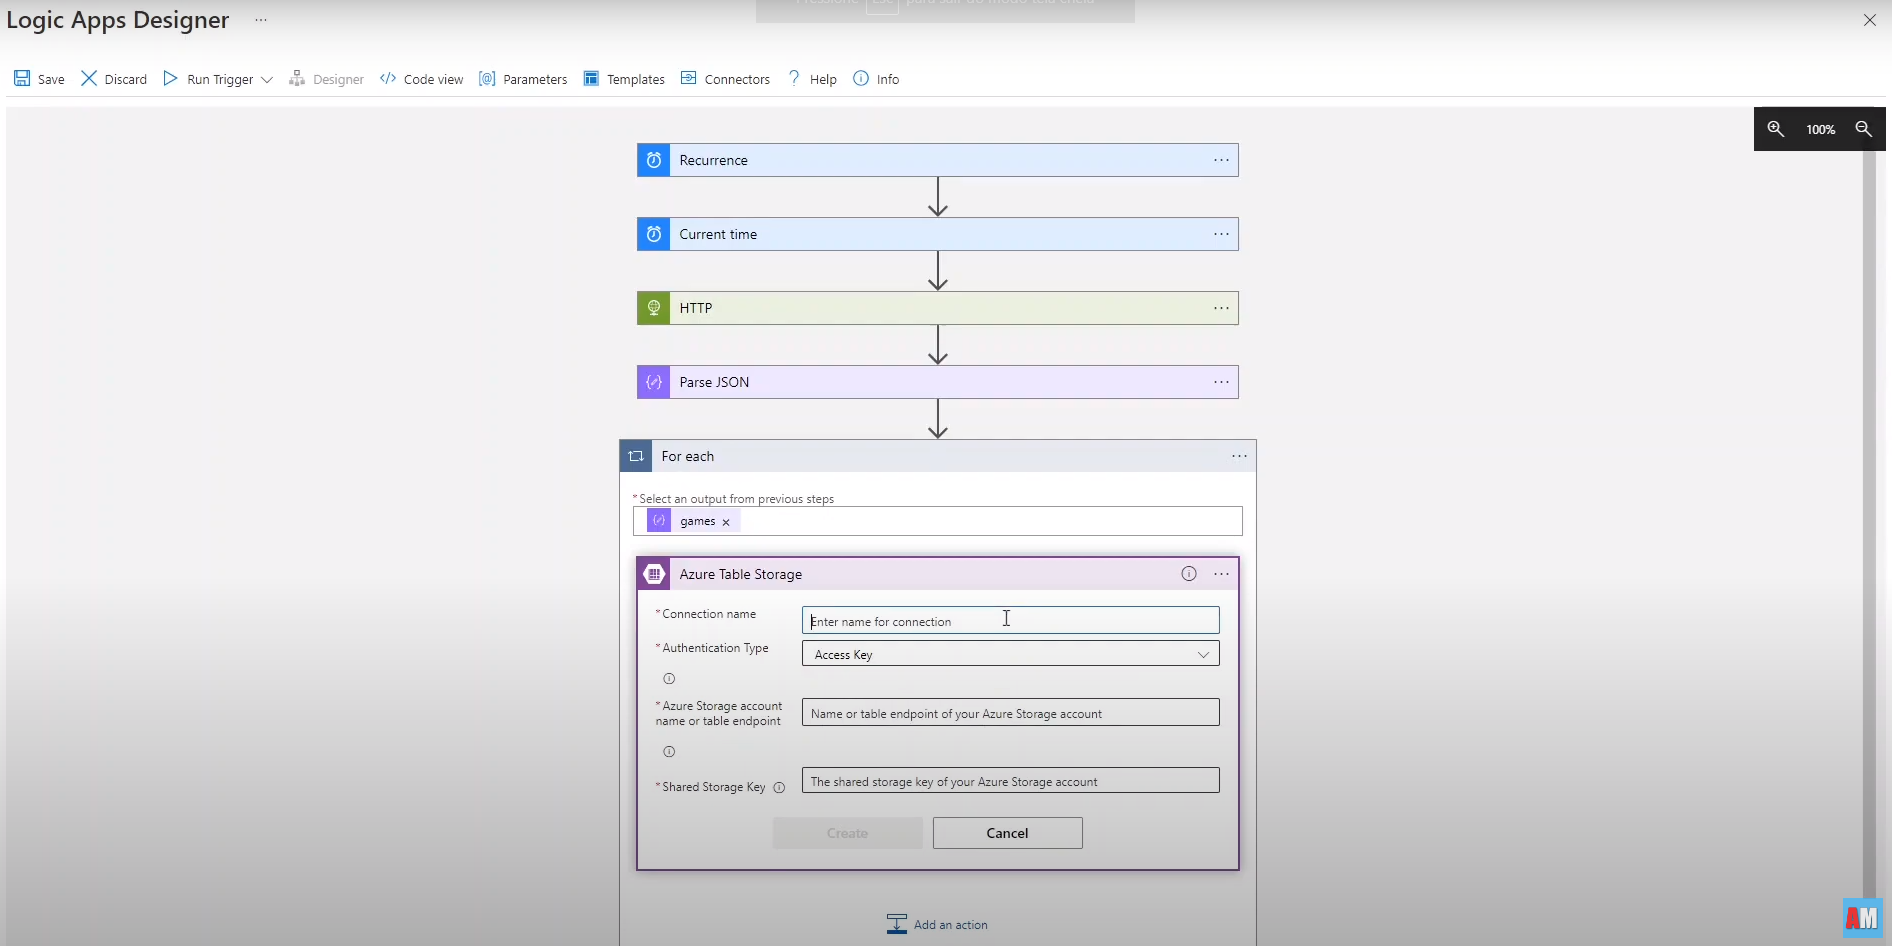 Logic Apps Designer ...
Save Discard Run Trigger Designer Code view Parameters Templates Connectors Help Info
100%
Recurrence
Current time
HTTP
Parse JSON
For each
* Select an output from previous steps
games ×
Azure Table Storage
* Connection name
Enter name for connection
* Authentication Type
Access Key
* Azure Storage account
name or table endpoint
Name or table endpoint of your Azure Storage account
* Shared Storage Key
The shared storage key of your Azure Storage account
Create Cancel
Add an action
AM